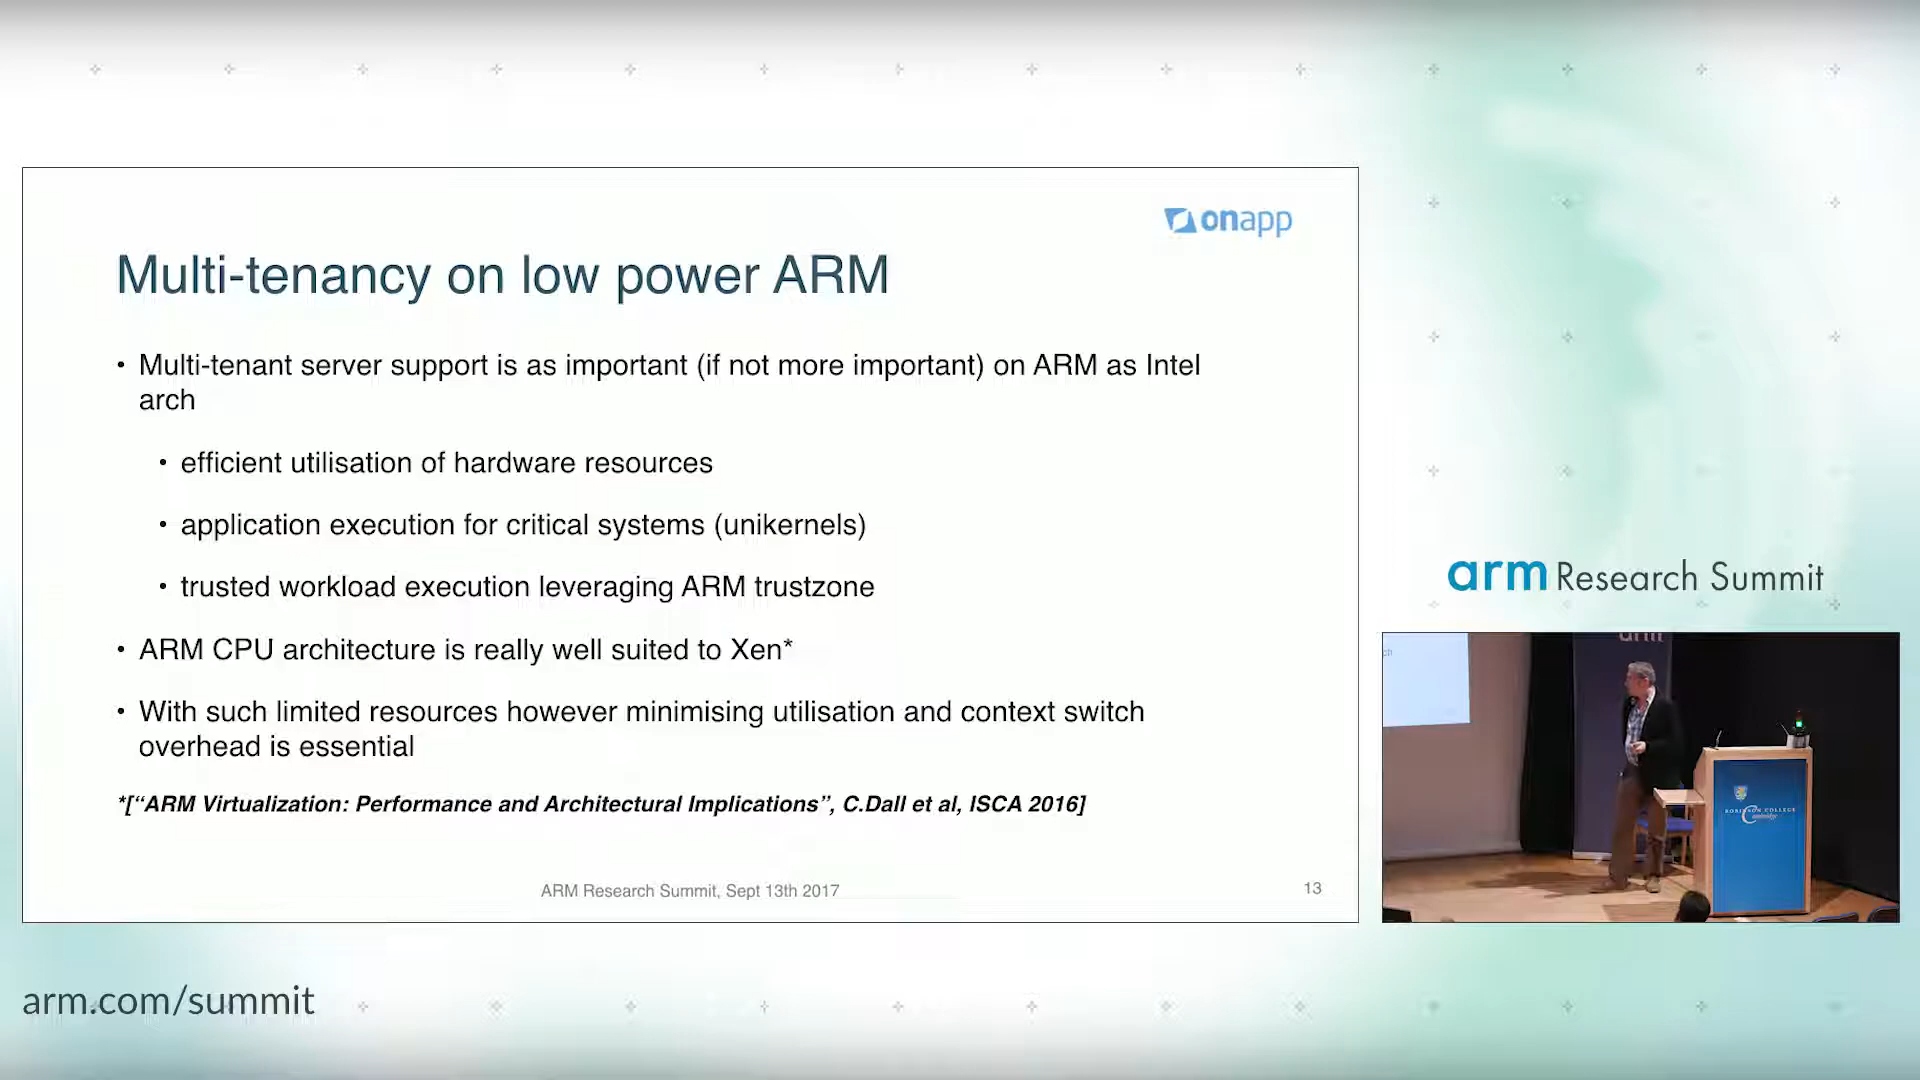 onapp
Multi-tenancy on low power ARM
• Multi-tenant server support is as important (if not more important) on ARM as Intel
arch
• efficient utilisation of hardware resources
• application execution for critical systems (unikernels)
• trusted workload execution leveraging ARM trustzone
• ARM CPU architecture is really well suited to Xen*
• With such limited resources however minimising utilisation and context switch
overhead is essential
*[“ARM Virtualization: Performance and Architectural Implications”, C.Dall et al, ISCA 2016]
ARM Research Summit, Sept 13th 2017
13
arm Research Summit
arm
ROBINSON COLLEGE
Cambridge
arm.com/summit